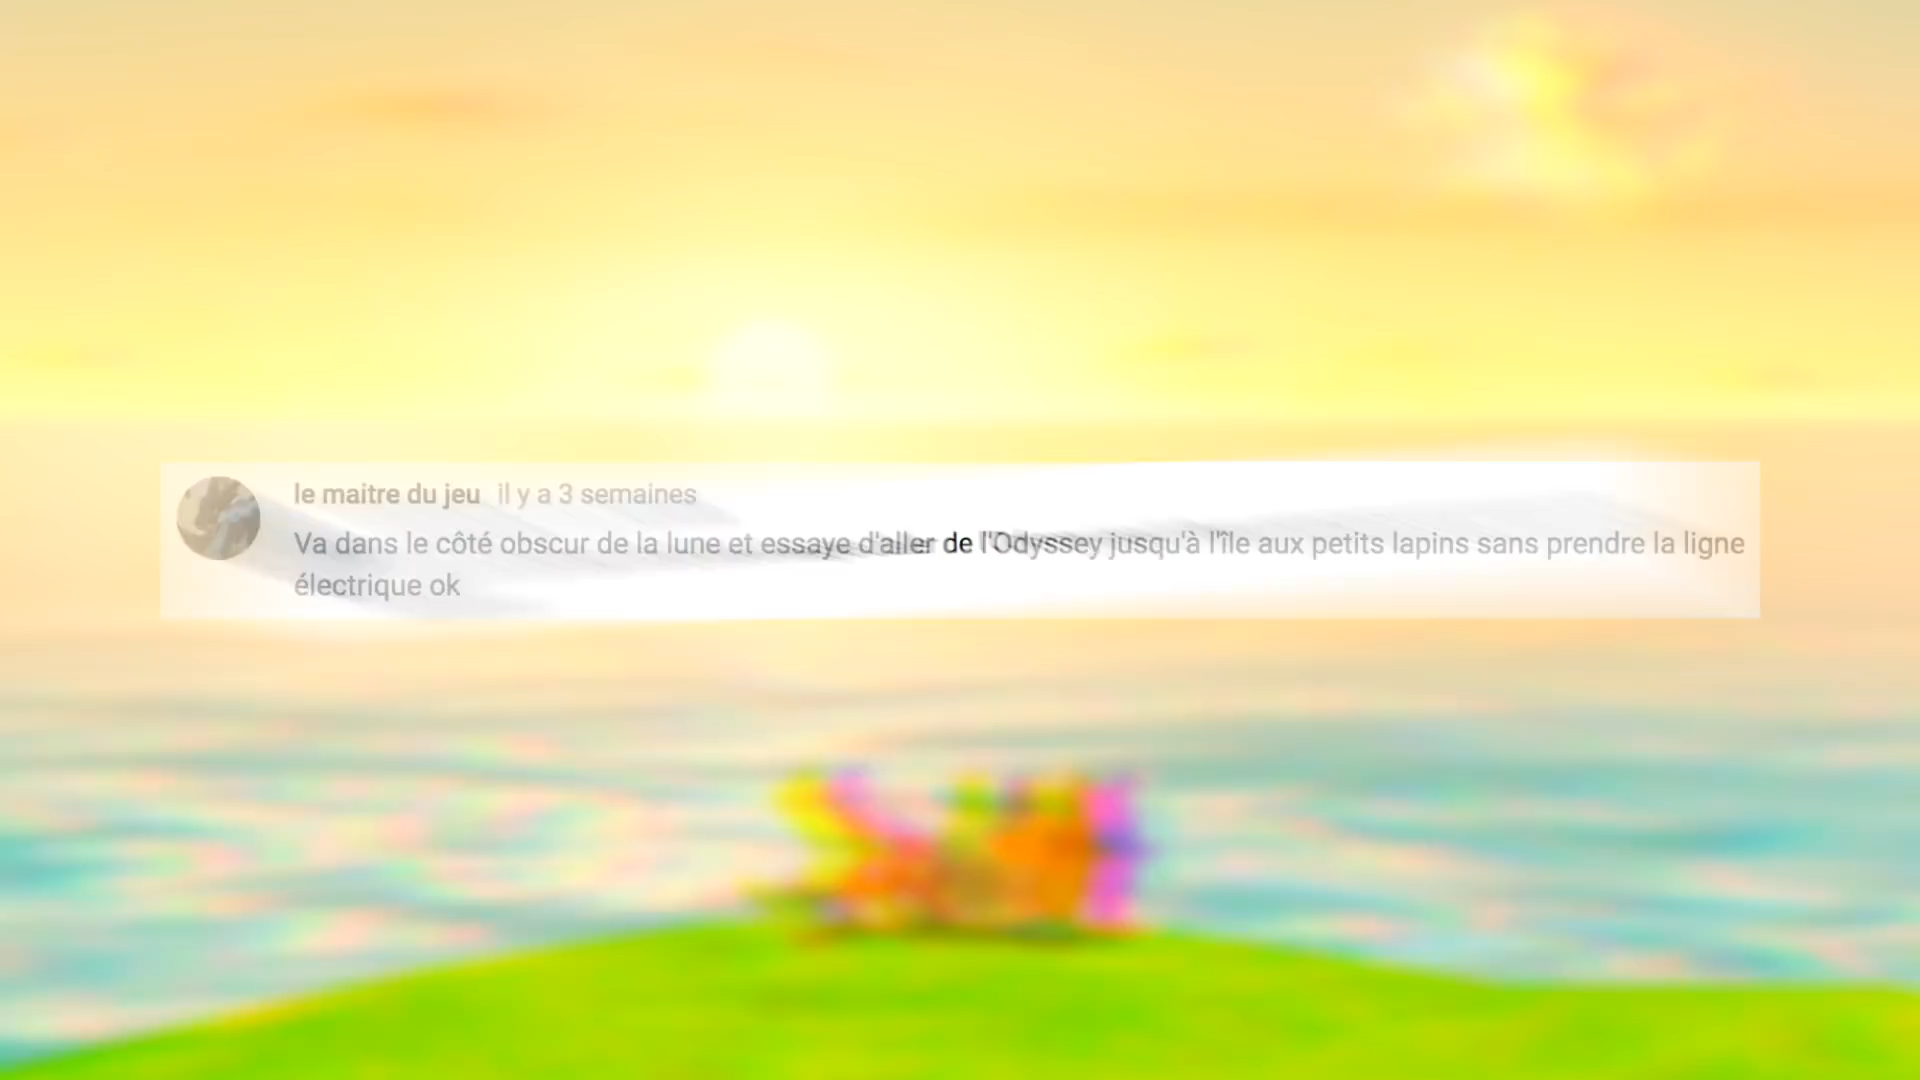 le maitre du jeu il y a 3 semaines
Va dans le côté obscur de la lune et essaye d'aller de l'Odyssey jusqu'à l'île aux petits lapins sans prendre la ligne
électrique ok